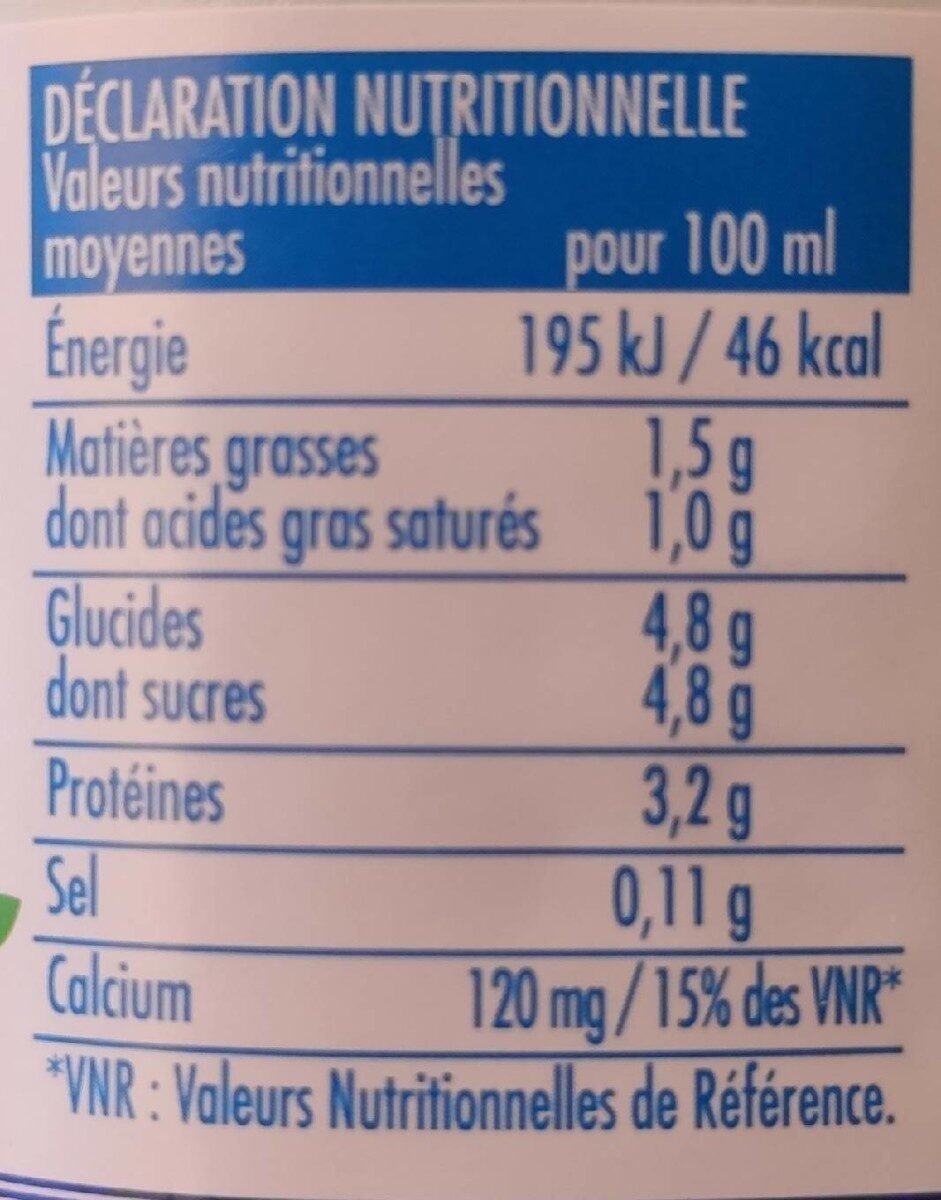 DÉCLARATION NUTRITIONNELLE
Valeurs nutritionnelles
moyennes pour 100 ml
Énergie 195 kJ / 46 kcal
Matières grasses 1,5 g
dont acides gras saturés 1,0 g
Glucides 4,8 g
dont sucres 4,8 g
Protéines 3,2 g
Sel 0,11 g
Calcium 120 mg / 15% des VNR*
*VNR : Valeurs Nutritionnelles de Référence.